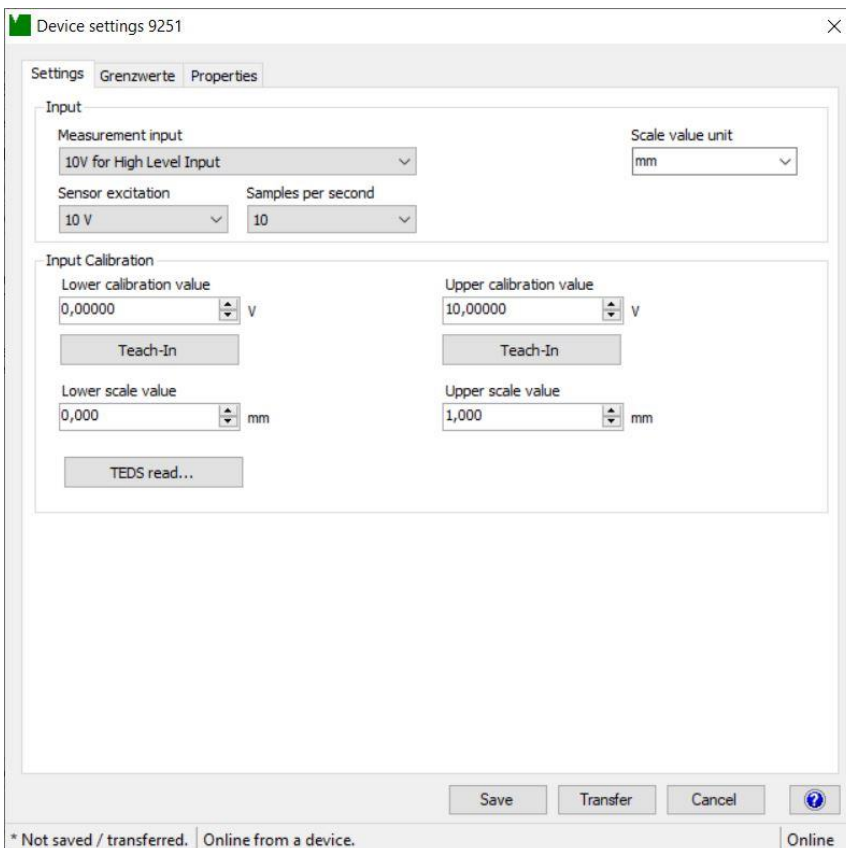 Device settings 9251
Settings Grenzwerte Properties
Input
Measurement input Scale value unit
10V for High Level Input mm
Sensor excitation Samples per second
10 V 10
Input Calibration
Lower calibration value Upper calibration value
0,00000 V 10,00000 V
Teach-In Teach-In
Lower scale value Upper scale value
0,000 mm 1,000 mm
TEDS read...
Save Transfer Cancel ?
* Not saved / transferred. Online from a device. Online